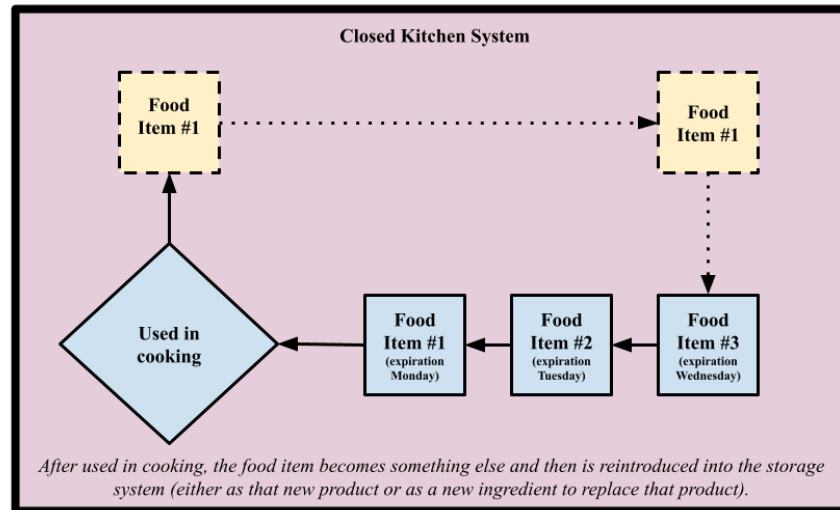 Closed Kitchen System
Food
Item #1
Food
Item #1
Used in
cooking
Food
Item #1
(expiration
Monday)
Food
Item #2
(expiration
Tuesday)
Food
Item #3
(expiration
Wednesday)
After used in cooking, the food item becomes something else and then is reintroduced into the storage
system (either as that new product or as a new ingredient to replace that product).